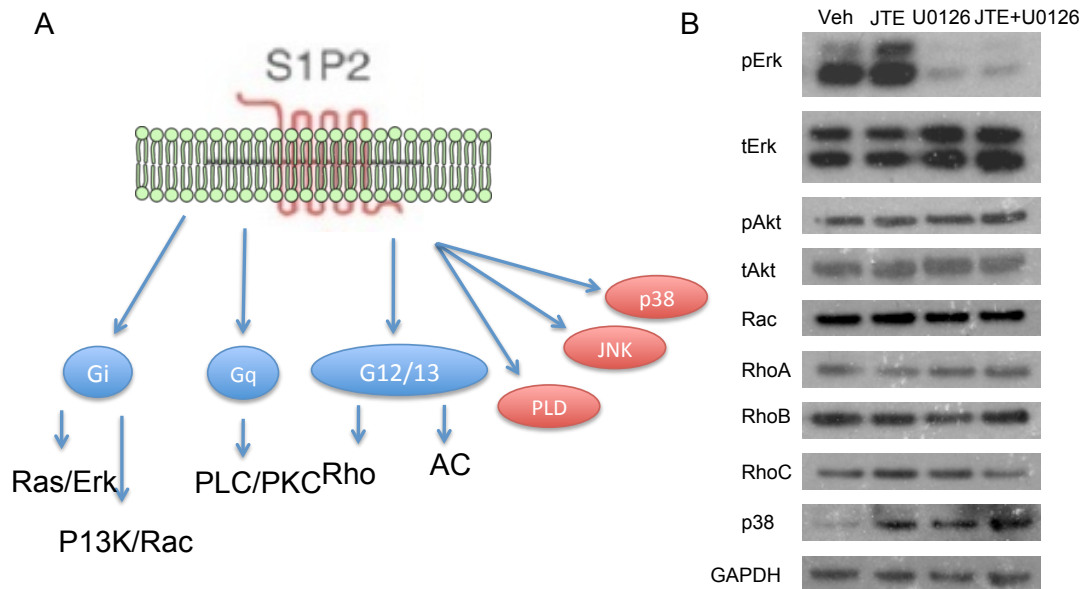 A
S1P2
p38
JNK
PLD
Gi
Gq
G12/13
Ras/Erk
P13K/Rac
PLC/PKC
Rho
AC
B
Veh JTE U0126 JTE+U0126
pErk
tErk
pAkt
tAkt
Rac
RhoA
RhoB
RhoC
p38
GAPDH